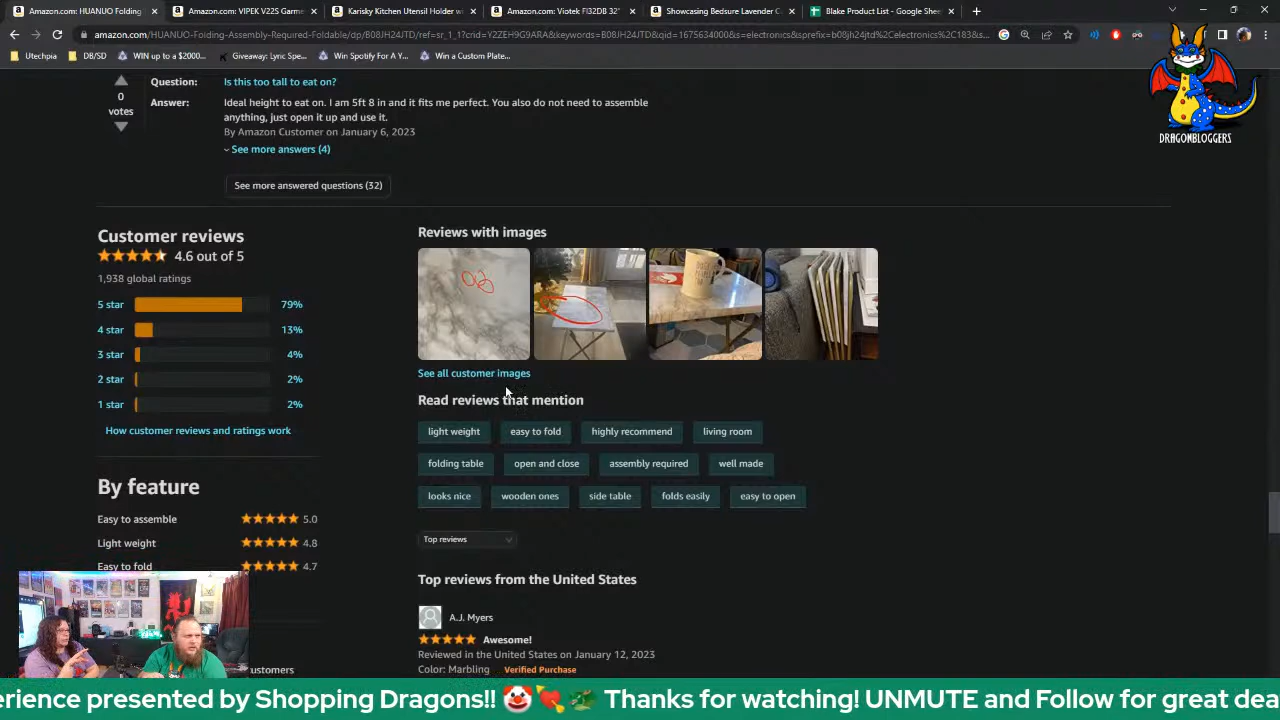 Amazon.com: HUANUO Folding
Amazon.com: VIPEK V22S Garme
Karisky Kitchen Utensil Holder w
Amazon.com: Viotek FI32DB 32"
Showcasing Bedsure Lavender C
Blake Product List - Google Shee
amazon.com/HUANUO-Folding-Assembly-Required-Foldable/dp/B08JH24JTD/ref=sr_1_1?crid=Y2ZEH9G9ARA&keywords=B08JH24JTD&qid=1675634000&s=electronics&sprefix=b08jh24jtd%2Celectronics%2C183&s...
Utechpia
DB/SD
WIN up to a $2000...
Giveaway: Lyric Spe...
Win Spotify For A Y...
Win a Custom Plate...
DRAGONBLOGGERS
0
votes
Question:
Is this too tall to eat on?
Answer:
Ideal height to eat on. I am 5ft 8 in and it fits me perfect. You also do not need to assemble
anything, just open it up and use it.
By Amazon Customer on January 6, 2023
See more answers (4)
See more answered questions (32)
Customer reviews
4.6 out of 5
1,938 global ratings
5 star 79%
4 star 13%
3 star 4%
2 star 2%
1 star 2%
How customer reviews and ratings work
By feature
Easy to assemble 5.0
Light weight 4.8
Easy to fold 4.7
ustomers
Reviews with images
See all customer images
Read reviews that mention
light weight
easy to fold
highly recommend
living room
folding table
open and close
assembly required
well made
looks nice
wooden ones
side table
folds easily
easy to open
Top reviews
Top reviews from the United States
A.J. Myers
Awesome!
Reviewed in the United States on January 12, 2023
Color: Marbling Verified Purchase
erience presented by Shopping Dragons!! 🤡💘🐲 Thanks for watching! UNMUTE and Follow for great dea